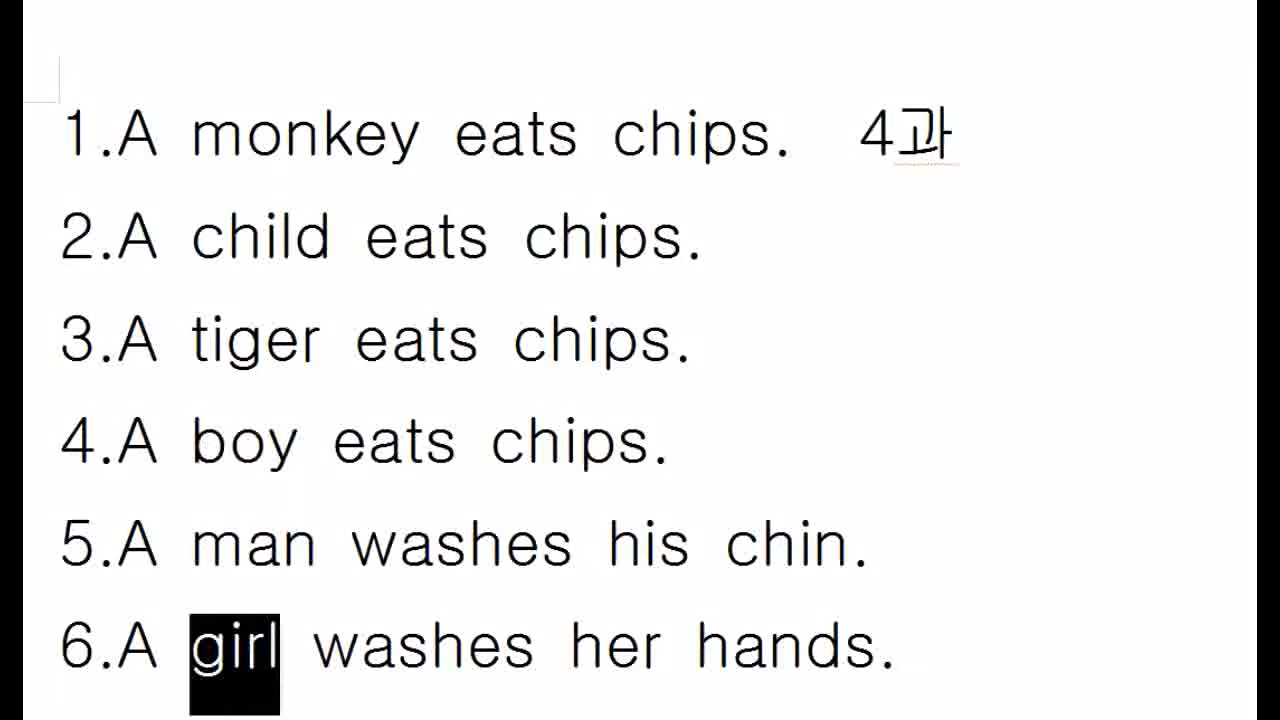 1.A monkey eats chips. 4과
2.A child eats chips.
3.A tiger eats chips.
4.A boy eats chips.
5.A man washes his chin.
6.A girl washes her hands.